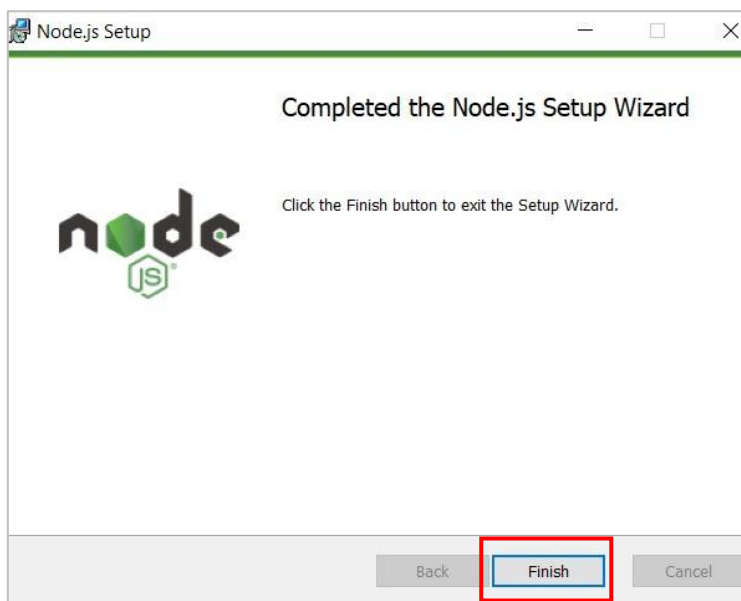 Node.js Setup
Completed the Node.js Setup Wizard
Click the Finish button to exit the Setup Wizard.
node
JS
Back
Finish
Cancel